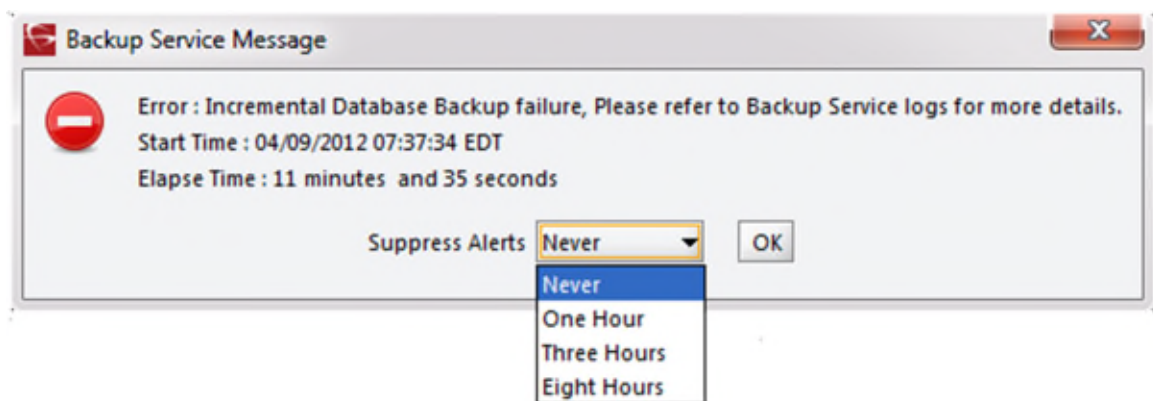 Backup Service Message
Error : Incremental Database Backup failure, Please refer to Backup Service logs for more details.
Start Time : 04/09/2012 07:37:34 EDT
Elapse Time : 11 minutes and 35 seconds
Suppress Alerts Never OK
Never
One Hour
Three Hours
Eight Hours